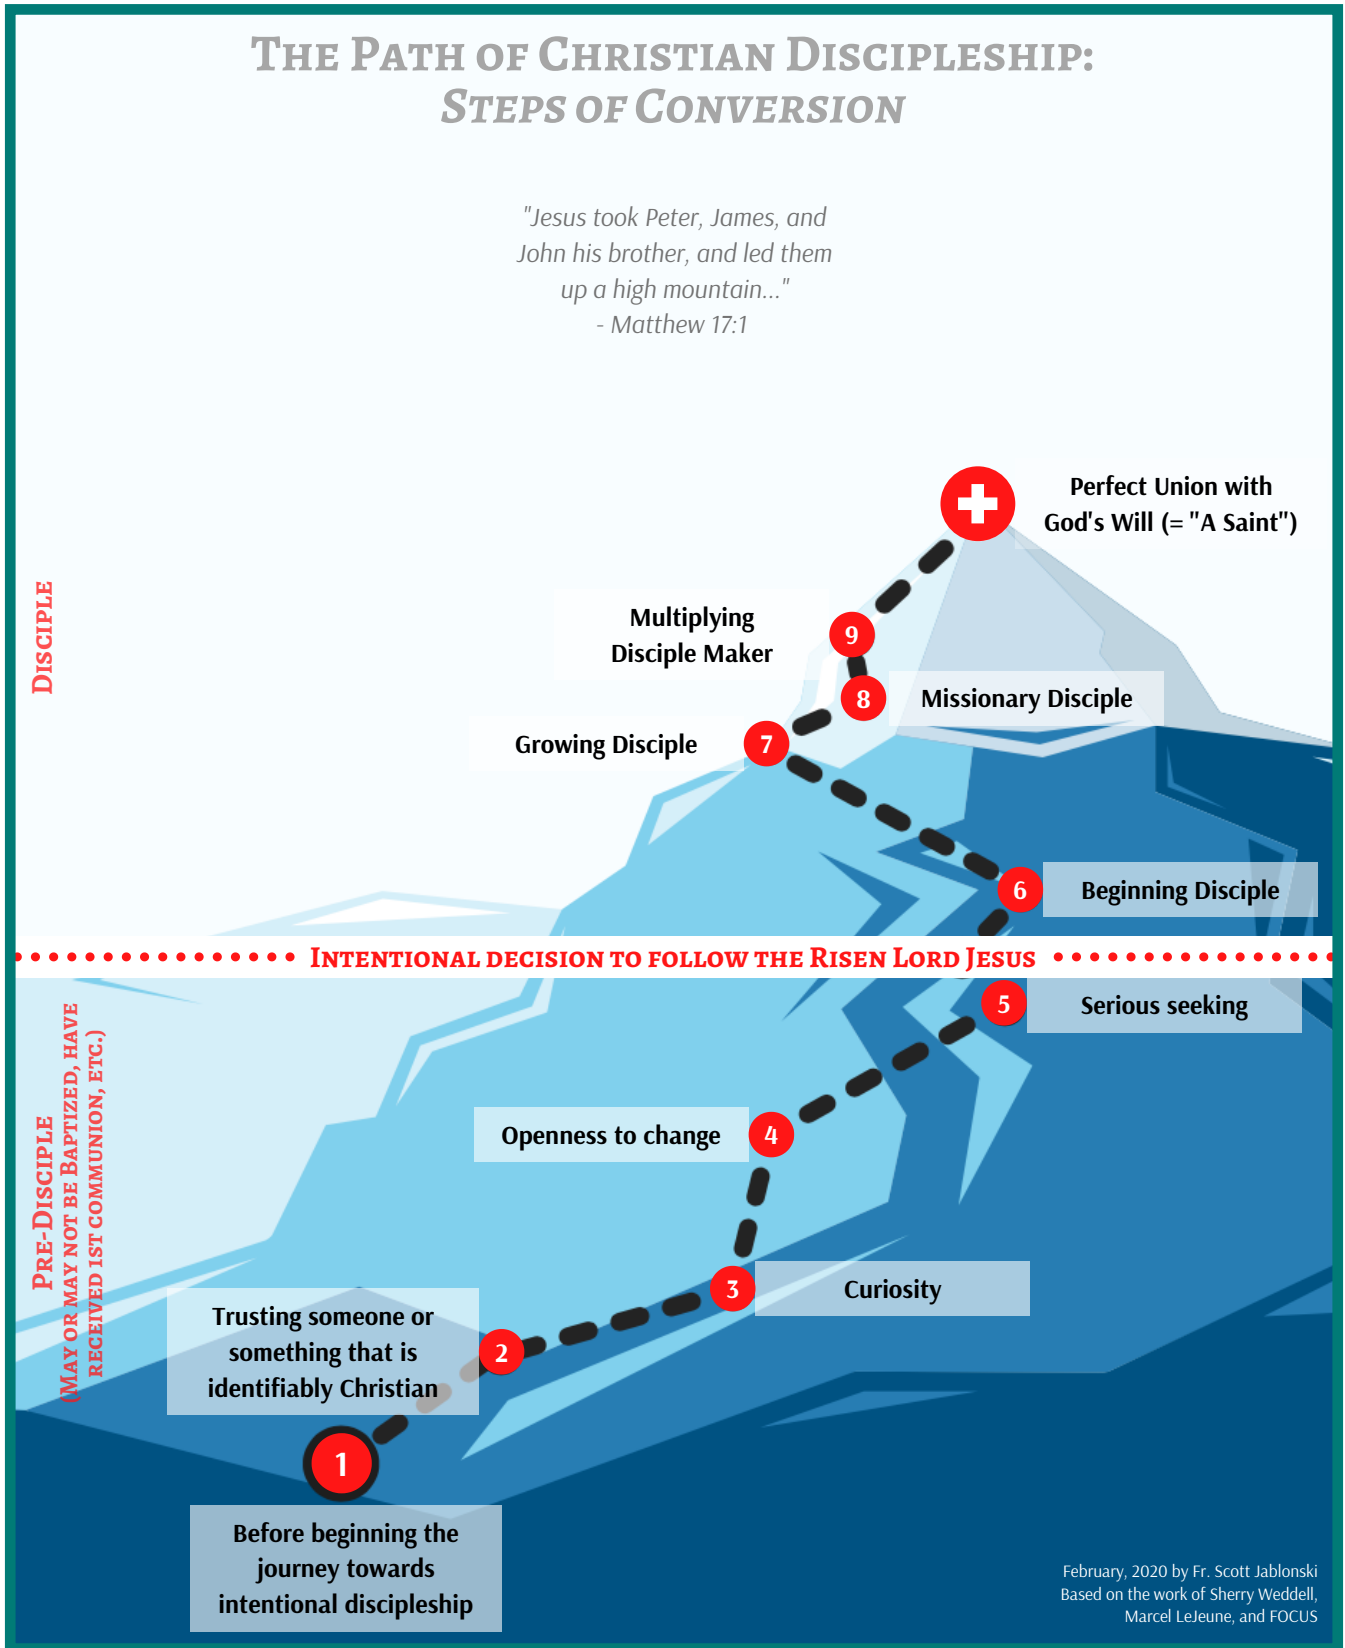 The Path of Christian Discipleship:
Steps of Conversion
"Jesus took Peter, James, and
John his brother, and led them
up a high mountain..."
- Matthew 17:1
Perfect Union with
God's Will (= "A Saint")
Disciple
Multiplying
Disciple Maker
9
8
Missionary Disciple
Growing Disciple
7
6
Beginning Disciple
Intentional decision to follow the Risen Lord Jesus
5
Serious seeking
Pre-Disciple
(May or may not be Baptized, have
received 1st communion, etc.)
Openness to change
4
3
Curiosity
Trusting someone or
something that is
identifiably Christian
2
1
Before beginning the
journey towards
intentional discipleship
February, 2020 by Fr. Scott Jablonski
Based on the work of Sherry Weddell,
Marcel LeJeune, and FOCUS